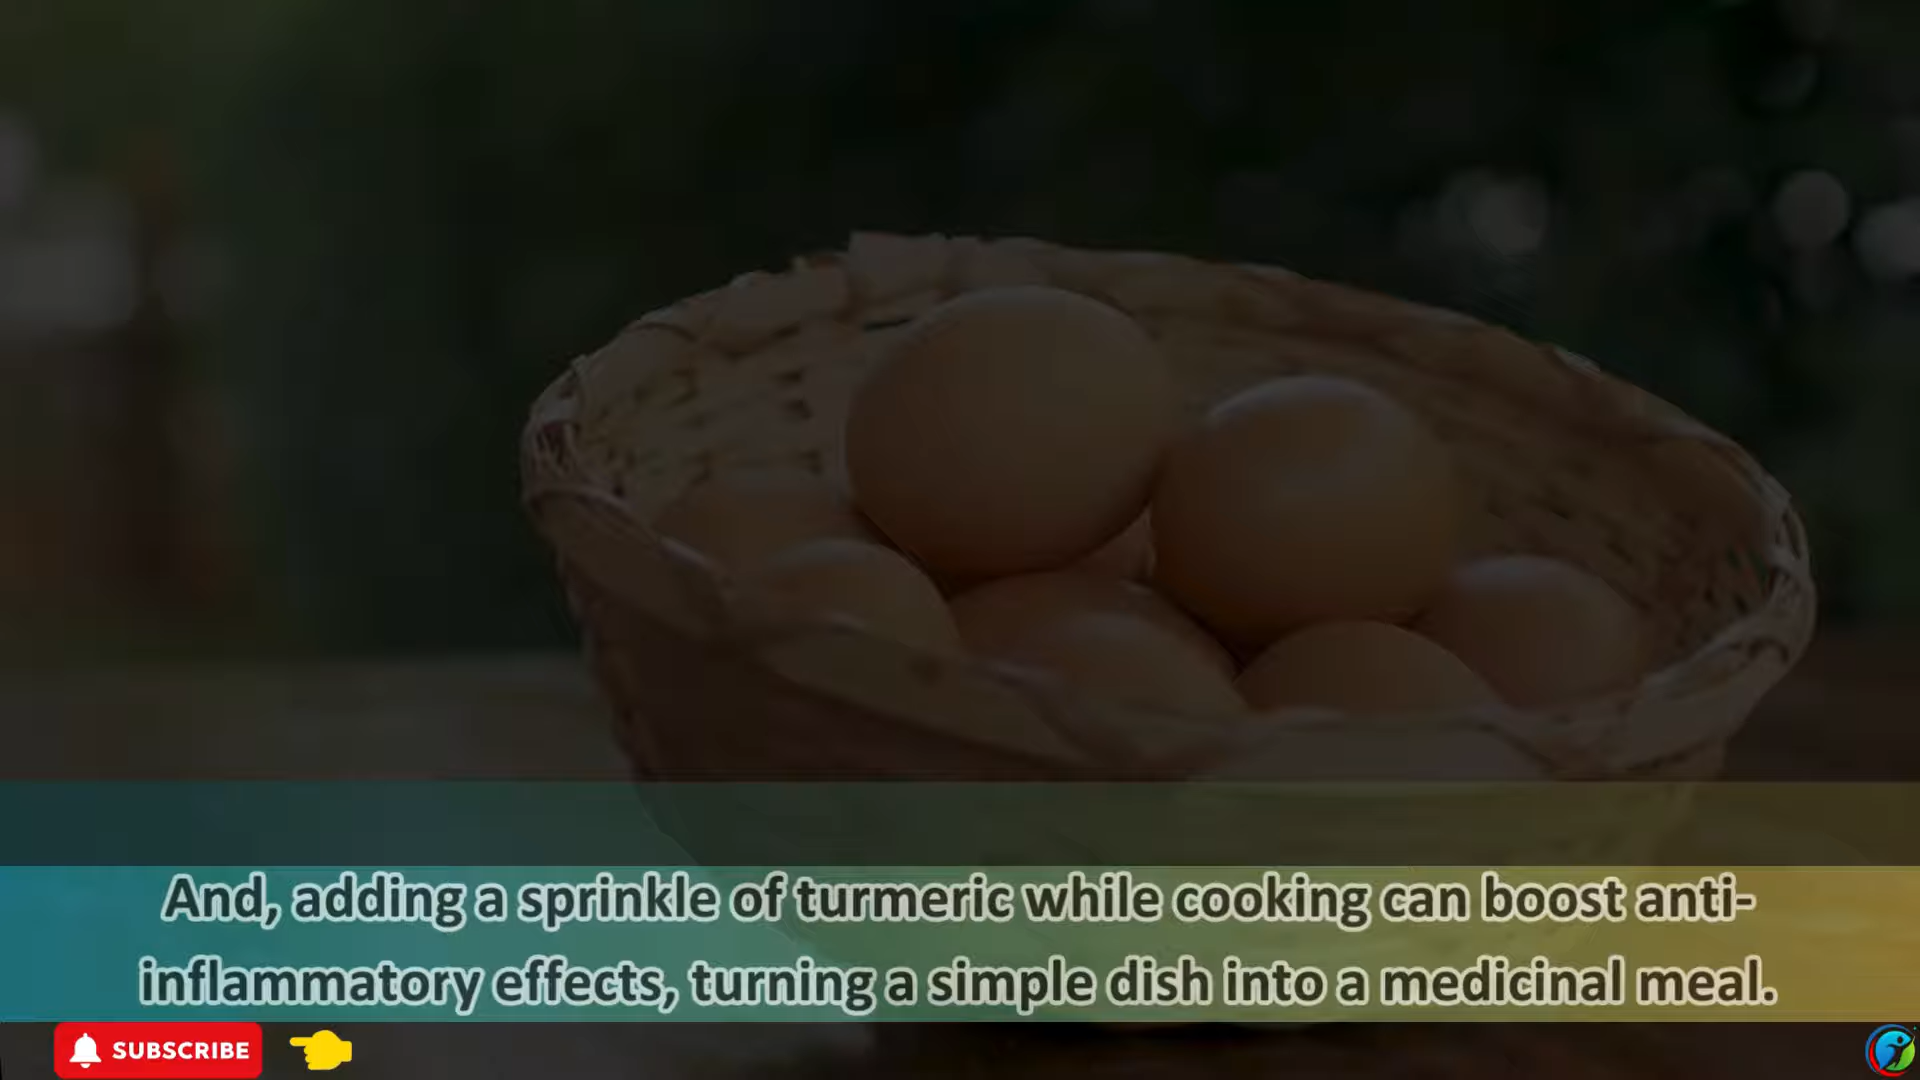 And, adding a sprinkle of turmeric while cooking can boost anti-
inflammatory effects, turning a simple dish into a medicinal meal.
SUBSCRIBE